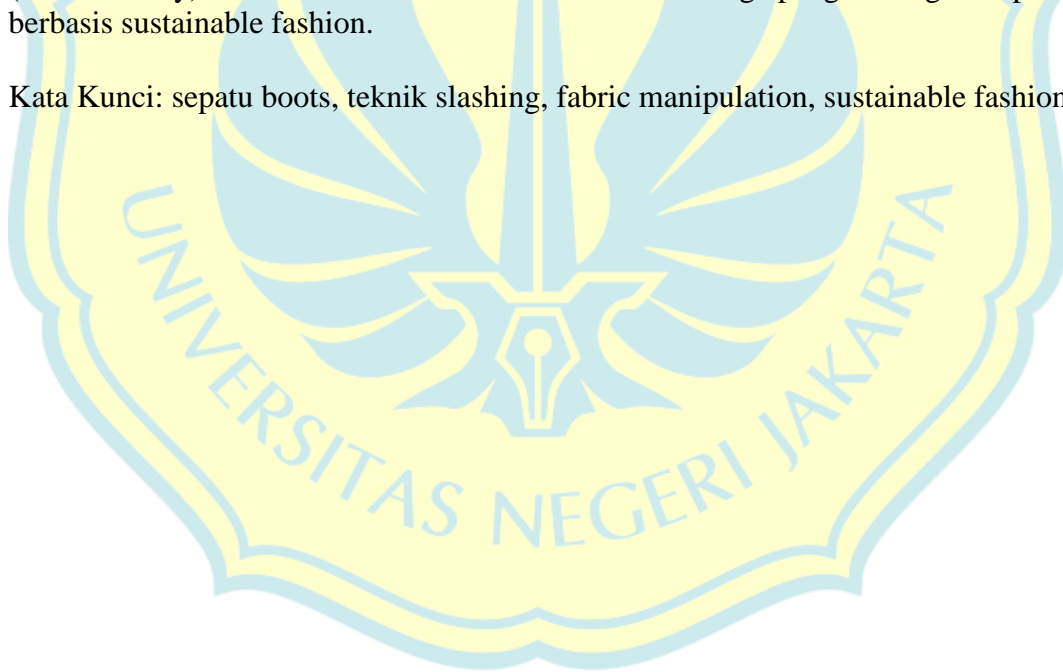 berbasis sustainable fashion.
Kata Kunci: sepatu boots, teknik slashing, fabric manipulation, sustainable fashion
UNIVERSITAS NEGERI JAKARTA